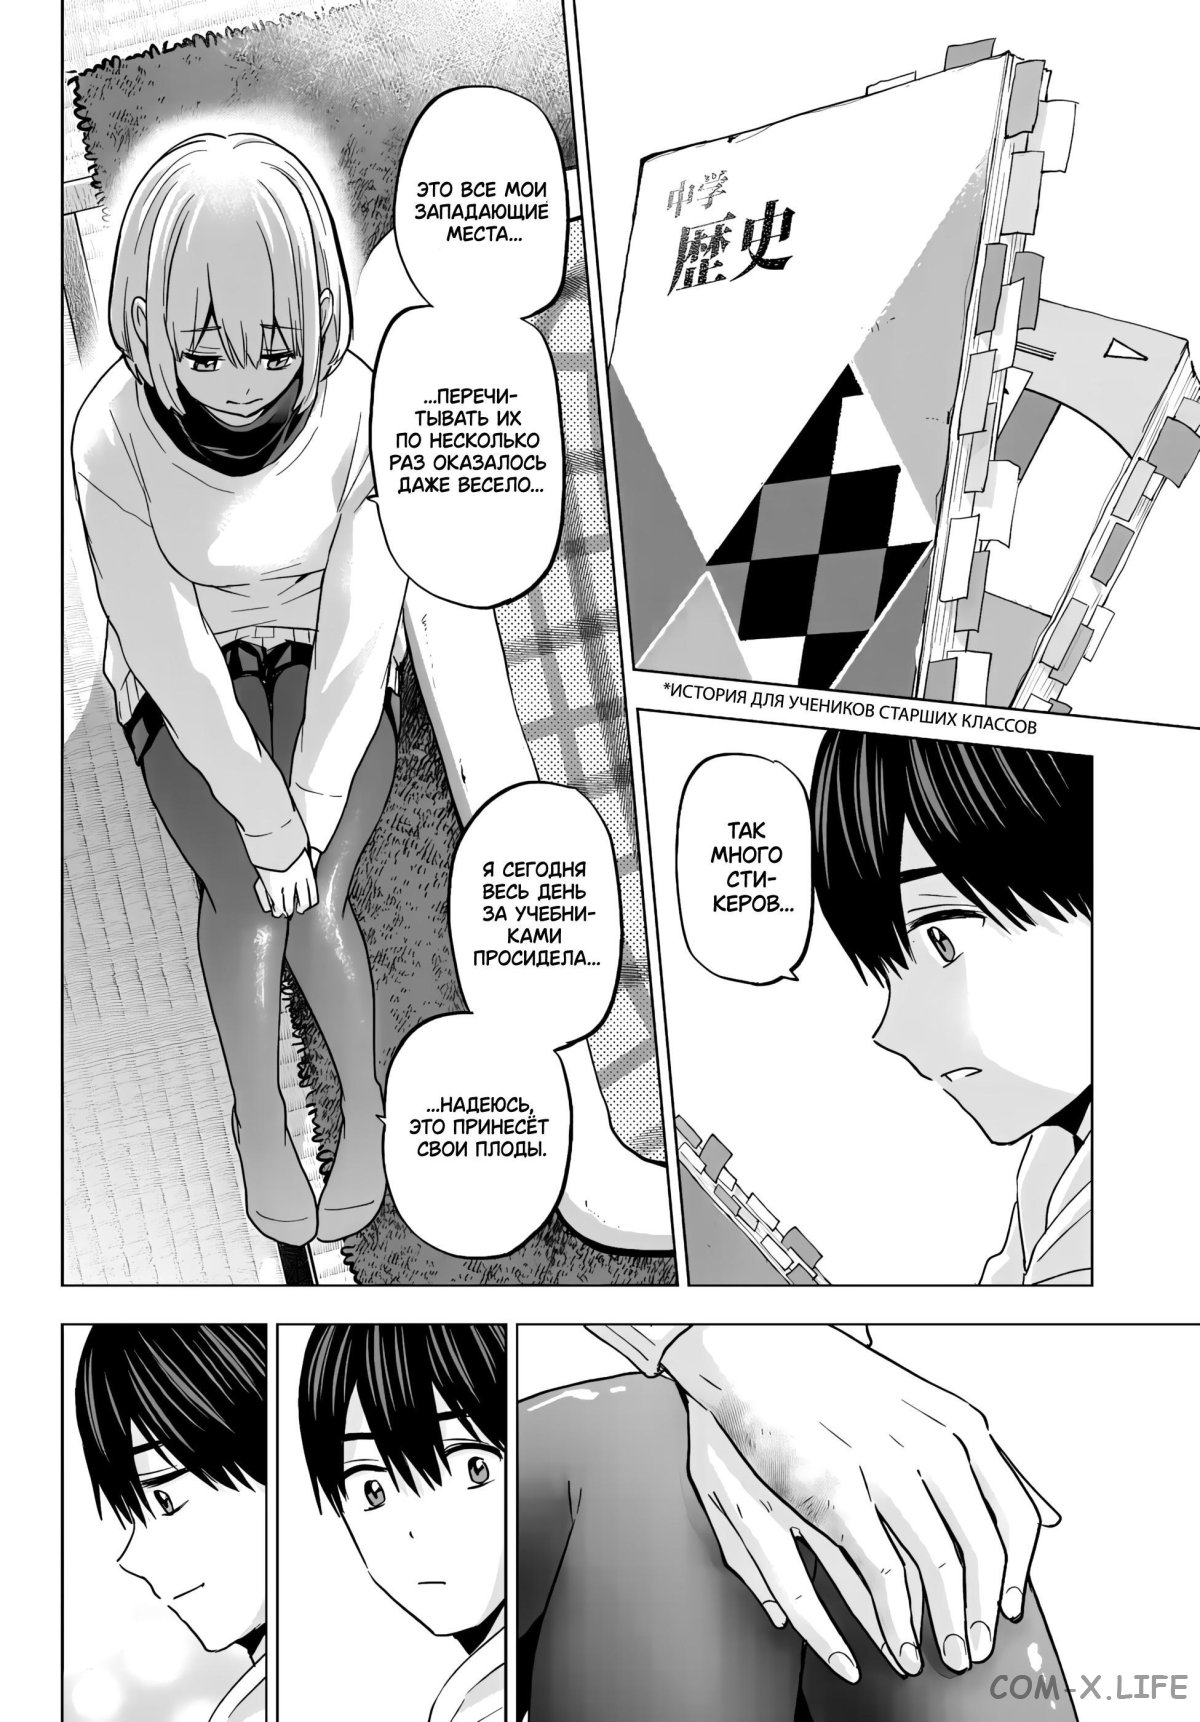 中学
歴史
*ИСТОРИЯ ДЛЯ УЧЕНИКОВ СТАРШИХ КЛАССОВ
ЭТО ВСЕ МОИ
ЗАПАДАЮЩИЕ
МЕСТА...
...ПЕРЕЧИ-
ТЫВАТЬ ИХ
ПО НЕСКОЛЬКО
РАЗ ОКАЗАЛОСЬ
ДАЖЕ ВЕСЕЛО...
ТАК
МНОГО
СТИ-
КЕРОВ...
Я СЕГОДНЯ
ВЕСЬ ДЕНЬ
ЗА УЧЕБНИ-
КАМИ
ПРОСИДЕЛА...
...НАДЕЮСЬ,
ЭТО ПРИНЕСЁТ
СВОИ ПЛОДЫ.
COM-X.LIFE